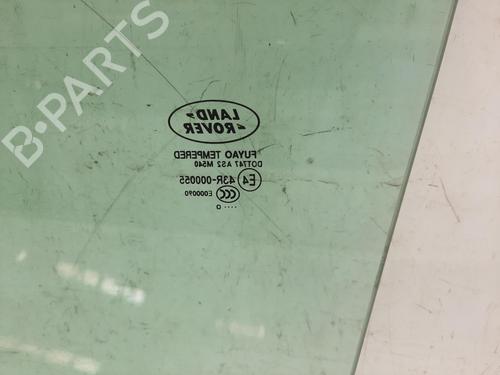 B-PARTS
LAND
ROVER
FUYAO TEMPERED
DOT747 AS2 M540
E4 43R-000055
CCC
E000090